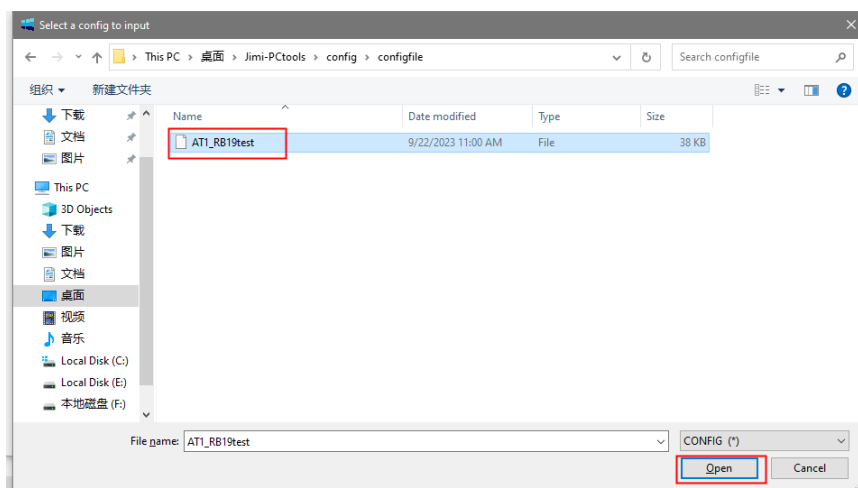 Select a config to input
This PC › 桌面 › Jimi-PCtools › config › configfile
Search configfile
组织
新建文件夹
下载
文档
图片
This PC
3D Objects
下载
图片
文档
桌面
视频
音乐
Local Disk (C:)
Local Disk (E:)
本地磁盘 (F:)
Name Date modified Type Size
AT1_RB19test 9/22/2023 11:00 AM File 38 KB
File name: AT1_RB19test
CONFIG (*)
Open Cancel